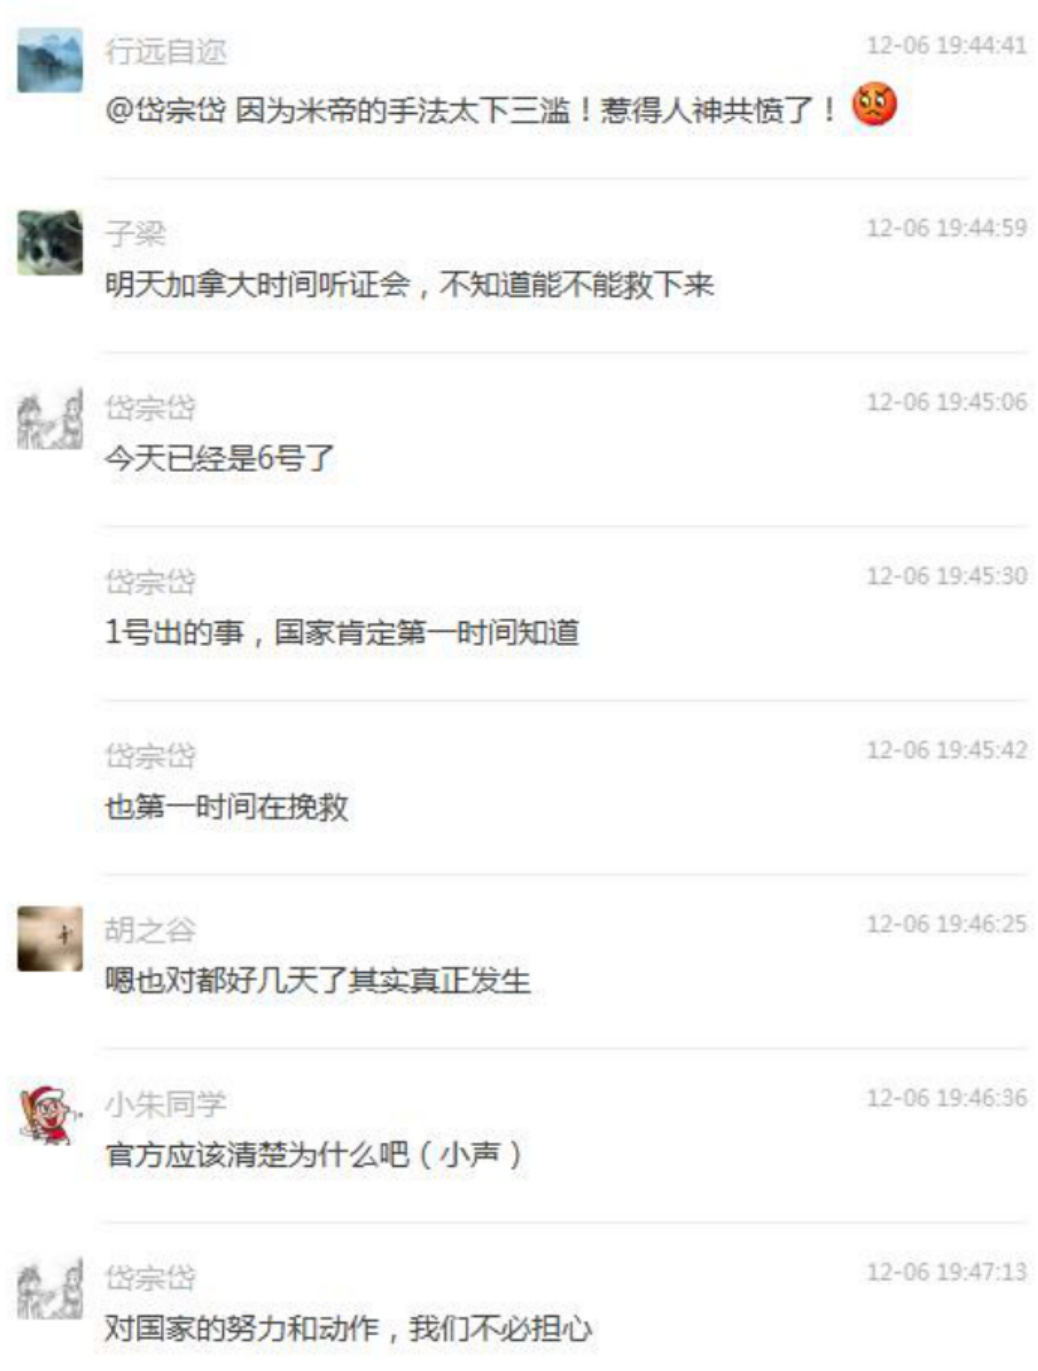 行远自迩
12-06 19:44:41
@岱宗岱 因为米帝的手法太下三滥！惹得人神共愤了！
子梁
12-06 19:44:59
明天加拿大时间听证会，不知道能不能救下来
岱宗岱
12-06 19:45:06
今天已经是6号了
岱宗岱
12-06 19:45:30
1号出的事，国家肯定第一时间知道
岱宗岱
12-06 19:45:42
也第一时间在挽救
胡之谷
12-06 19:46:25
嗯也对都好几天了其实真正发生
小朱同学
12-06 19:46:36
官方应该清楚为什么吧（小声）
岱宗岱
12-06 19:47:13
对国家的努力和动作，我们不必担心